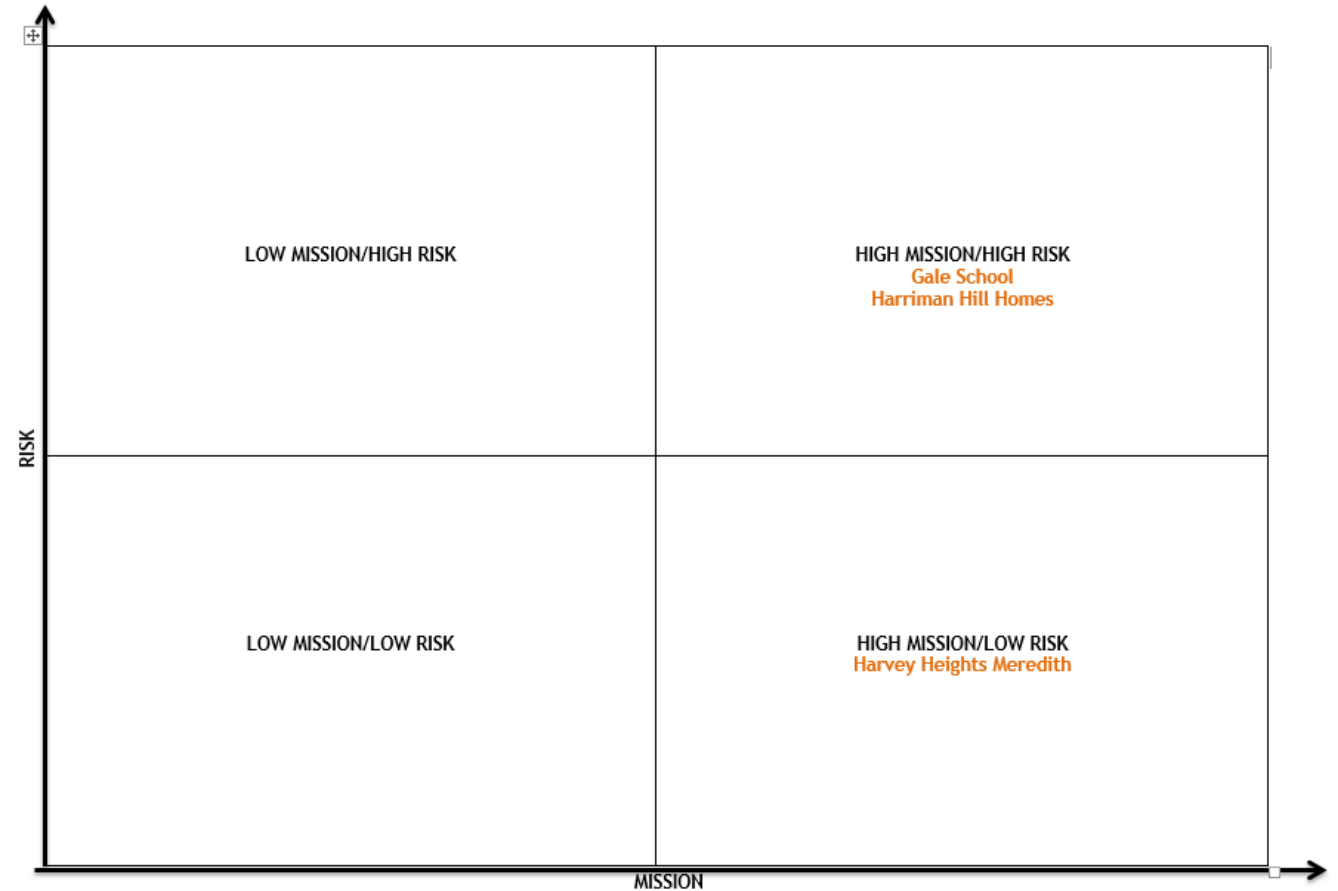 LOW MISSION/HIGH RISK
HIGH MISSION/HIGH RISK
Gale School
Harriman Hill Homes
RISK
LOW MISSION/LOW RISK
HIGH MISSION/LOW RISK
Harvey Heights Meredith
MISSION